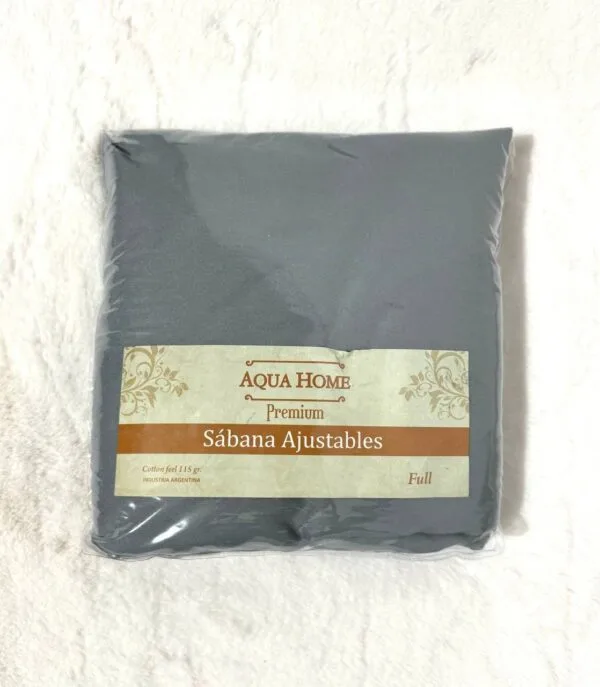 AQUA HOME
Premium
Sábana Ajustables
Cotton feel 115 gr.
INDUSTRIA ARGENTINA
Full